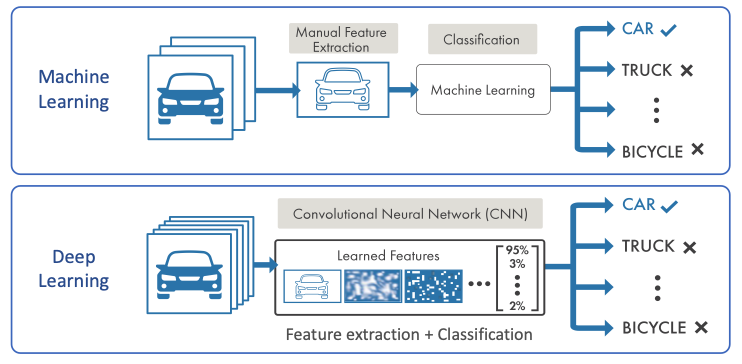 Machine
Learning
Manual Feature
Extraction
Classification
Machine Learning
CAR
TRUCK
BICYCLE
Deep
Learning
Convolutional Neural Network (CNN)
Learned Features
95%
3%
2%
Feature extraction + Classification
CAR
TRUCK
BICYCLE